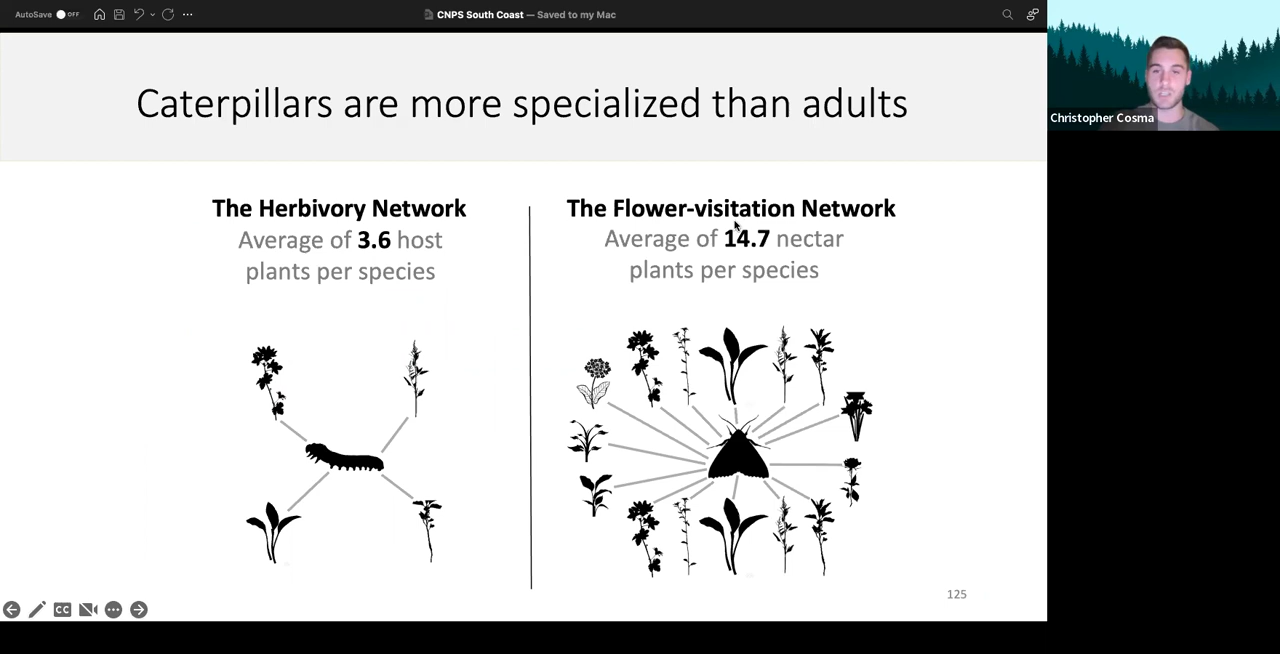 AutoSave OFF
CNPS South Coast — Saved to my Mac
Christopher Cosma
Caterpillars are more specialized than adults
The Herbivory Network
Average of 3.6 host
plants per species
The Flower-visitation Network
Average of 14.7 nectar
plants per species
125
CC